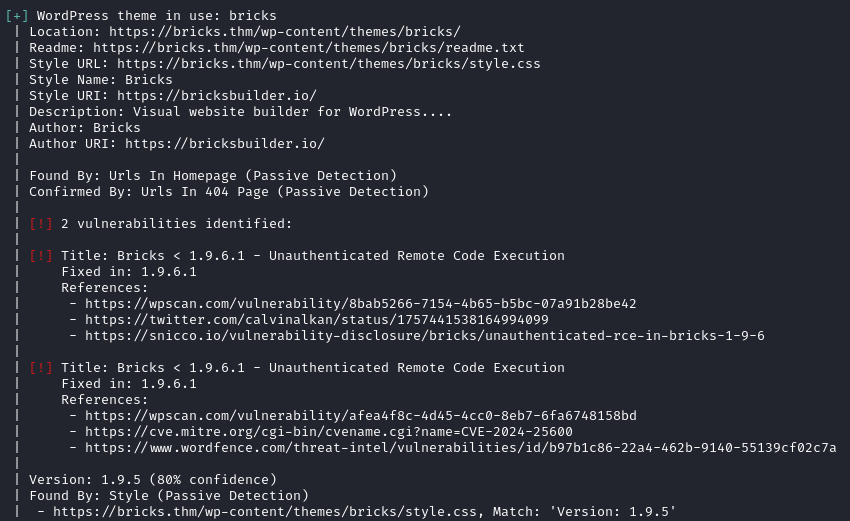 [+] WordPress theme in use: bricks
| Location: https://bricks.thm/wp-content/themes/bricks/
| Readme: https://bricks.thm/wp-content/themes/bricks/readme.txt
| Style URL: https://bricks.thm/wp-content/themes/bricks/style.css
| Style Name: Bricks
| Style URI: https://bricksbuilder.io/
| Description: Visual website builder for WordPress....
| Author: Bricks
| Author URI: https://bricksbuilder.io/
|
| Found By: Urls In Homepage (Passive Detection)
| Confirmed By: Urls In 404 Page (Passive Detection)
|
| [!] 2 vulnerabilities identified:
|
| [!] Title: Bricks < 1.9.6.1 - Unauthenticated Remote Code Execution
|     Fixed in: 1.9.6.1
|     References:
|      - https://wpscan.com/vulnerability/8bab5266-7154-4b65-b5bc-07a91b28be42
|      - https://twitter.com/calvinalkan/status/1757441538164994099
|      - https://snicco.io/vulnerability-disclosure/bricks/unauthenticated-rce-in-bricks-1-9-6
|
| [!] Title: Bricks < 1.9.6.1 - Unauthenticated Remote Code Execution
|     Fixed in: 1.9.6.1
|     References:
|      - https://wpscan.com/vulnerability/afea4f8c-4d45-4cc0-8eb7-6fa6748158bd
|      - https://cve.mitre.org/cgi-bin/cvename.cgi?name=CVE-2024-25600
|      - https://www.wordfence.com/threat-intel/vulnerabilities/id/b97b1c86-22a4-462b-9140-55139cf02c7a
|
| Version: 1.9.5 (80% confidence)
| Found By: Style (Passive Detection)
|  - https://bricks.thm/wp-content/themes/bricks/style.css, Match: 'Version: 1.9.5'